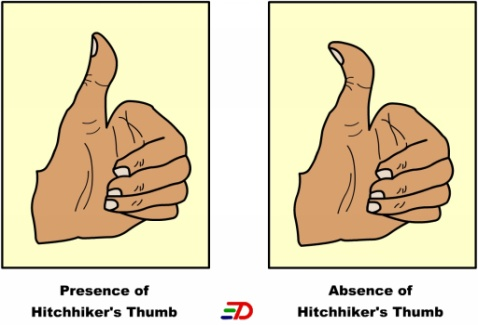 Presence of
Hitchhiker's Thumb
Absence of
Hitchhiker's Thumb